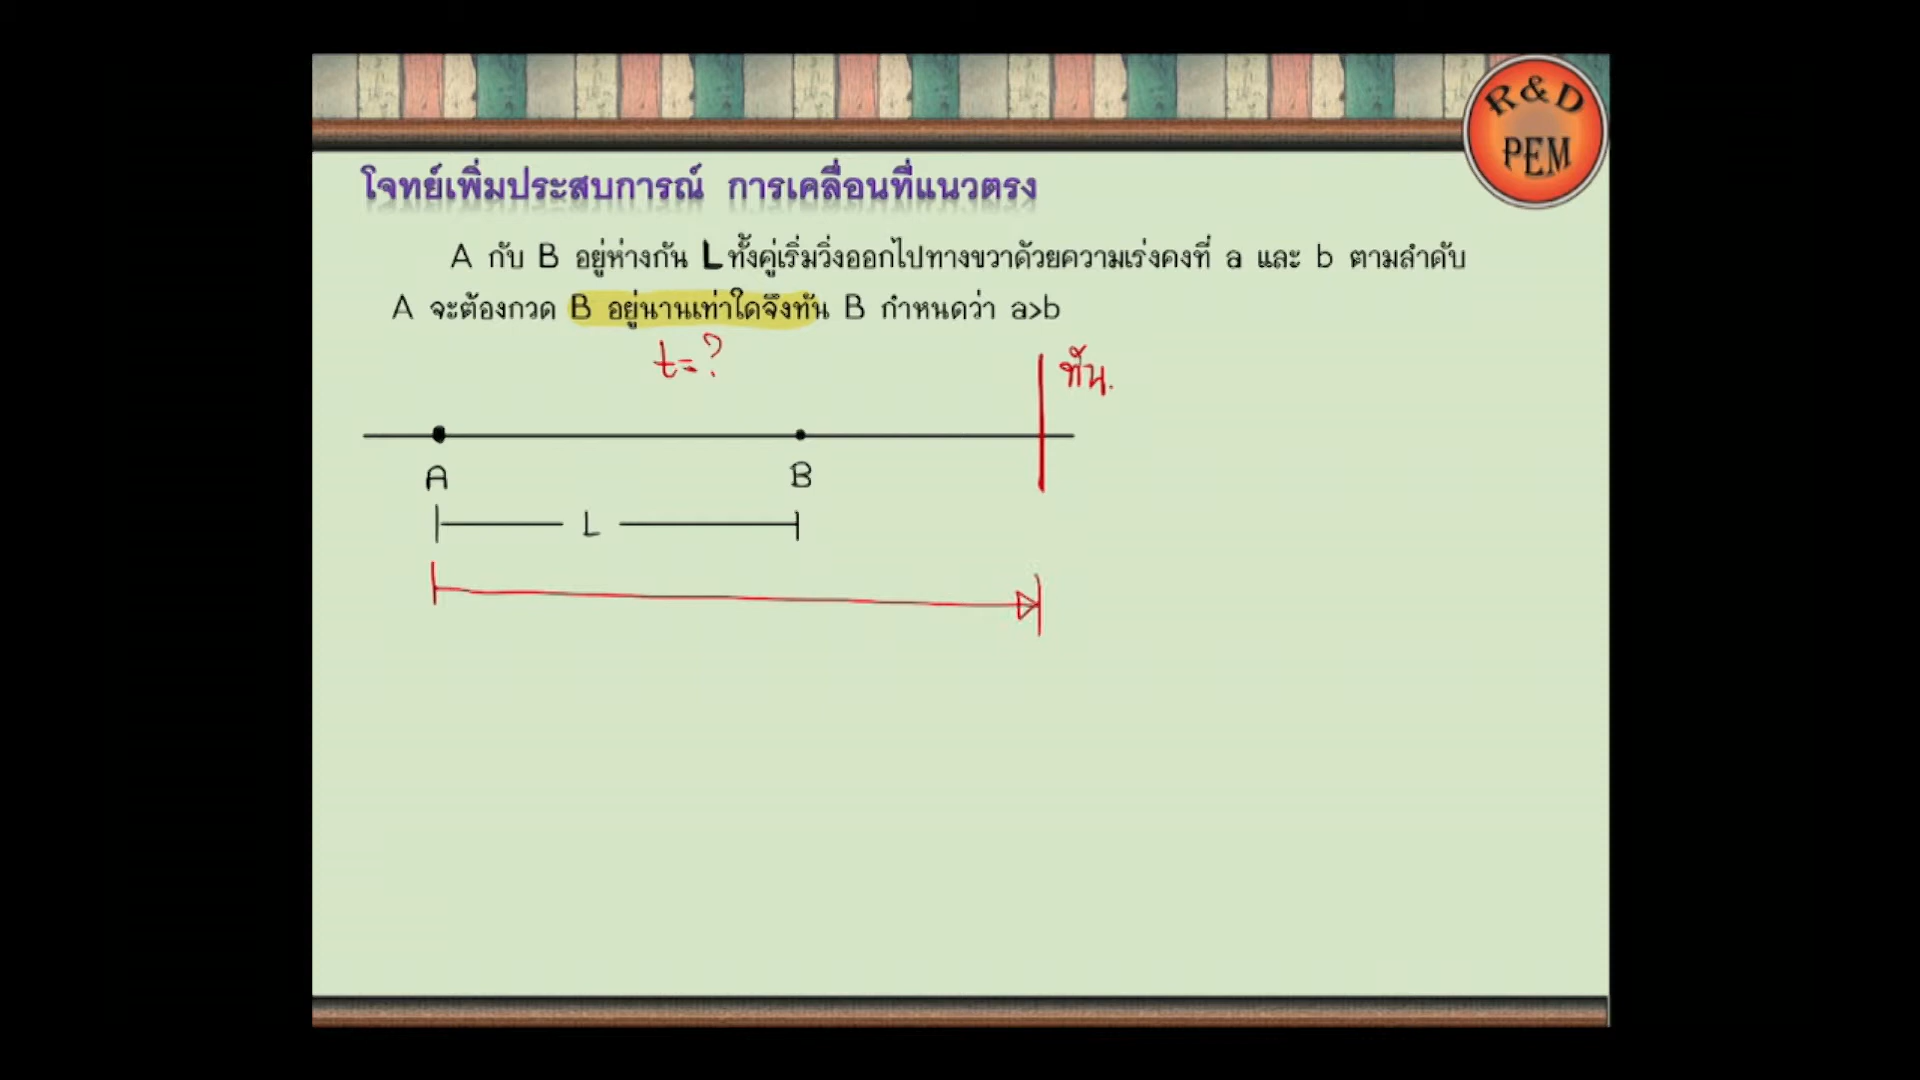 R & D
PEM
โจทย์เพิ่มประสบการณ์ การเคลื่อนที่แนวตรง
A กับ B อยู่ห่างกัน L ทั้งคู่เริ่มวิ่งออกไปทางขวาด้วยความเร่งคงที่ a และ b ตามลำดับ
A จะต้องกวด B อยู่นานเท่าใดจึงทัน B กำหนดว่า a>b
t=?
ทัน.
A B
L